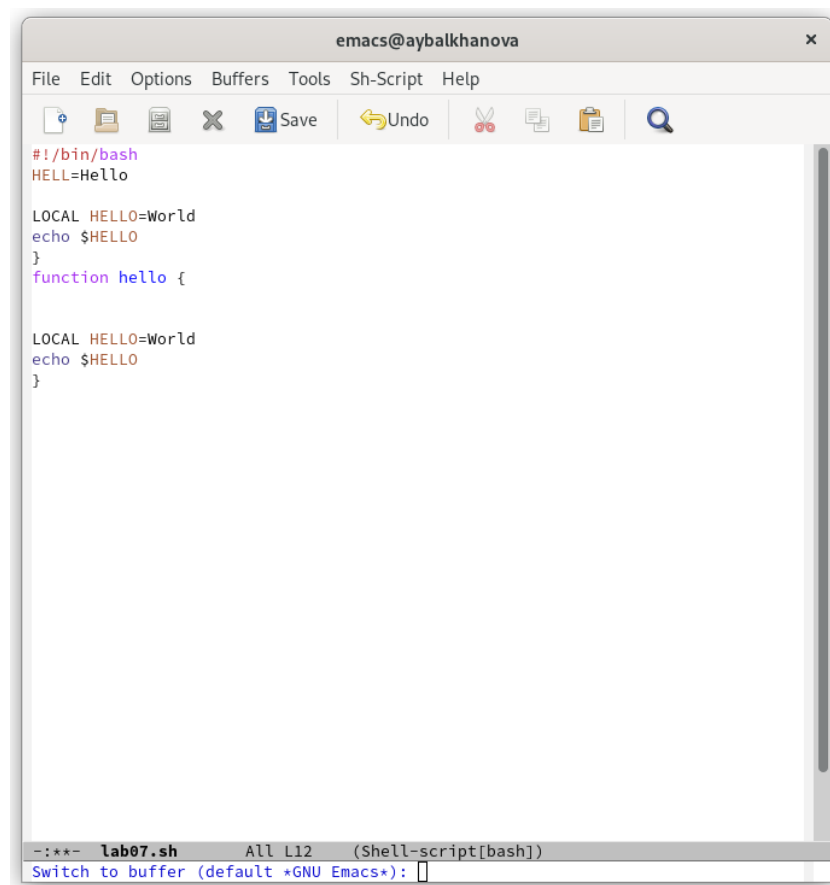 emacs@aybalkhanova ×
File Edit Options Buffers Tools Sh-Script Help
Save Undo
#!/bin/bash
HELL=Hello
LOCAL HELLO=World
echo $HELLO
}
function hello {
LOCAL HELLO=World
echo $HELLO
}
-:**- lab07.sh All L12 (Shell-script[bash])
Switch to buffer (default *GNU Emacs*):